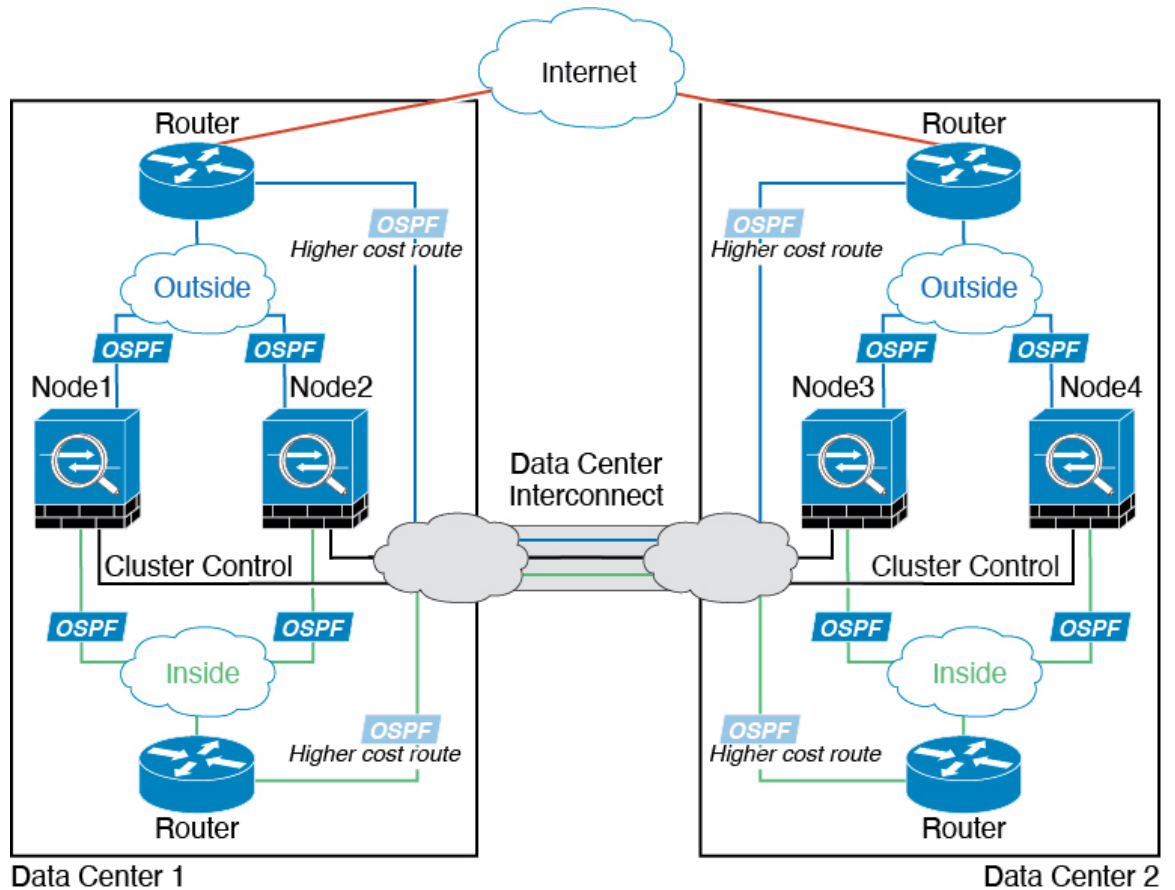 Internet
Router
Router
OSPF
Higher cost route
OSPF
Higher cost route
Outside
Outside
OSPF
OSPF
OSPF
OSPF
Node1
Node2
Node3
Node4
Data Center
Interconnect
Cluster Control
Cluster Control
OSPF
OSPF
OSPF
OSPF
Inside
Inside
OSPF
Higher cost route
OSPF
Higher cost route
Router
Router
Data Center 1
Data Center 2